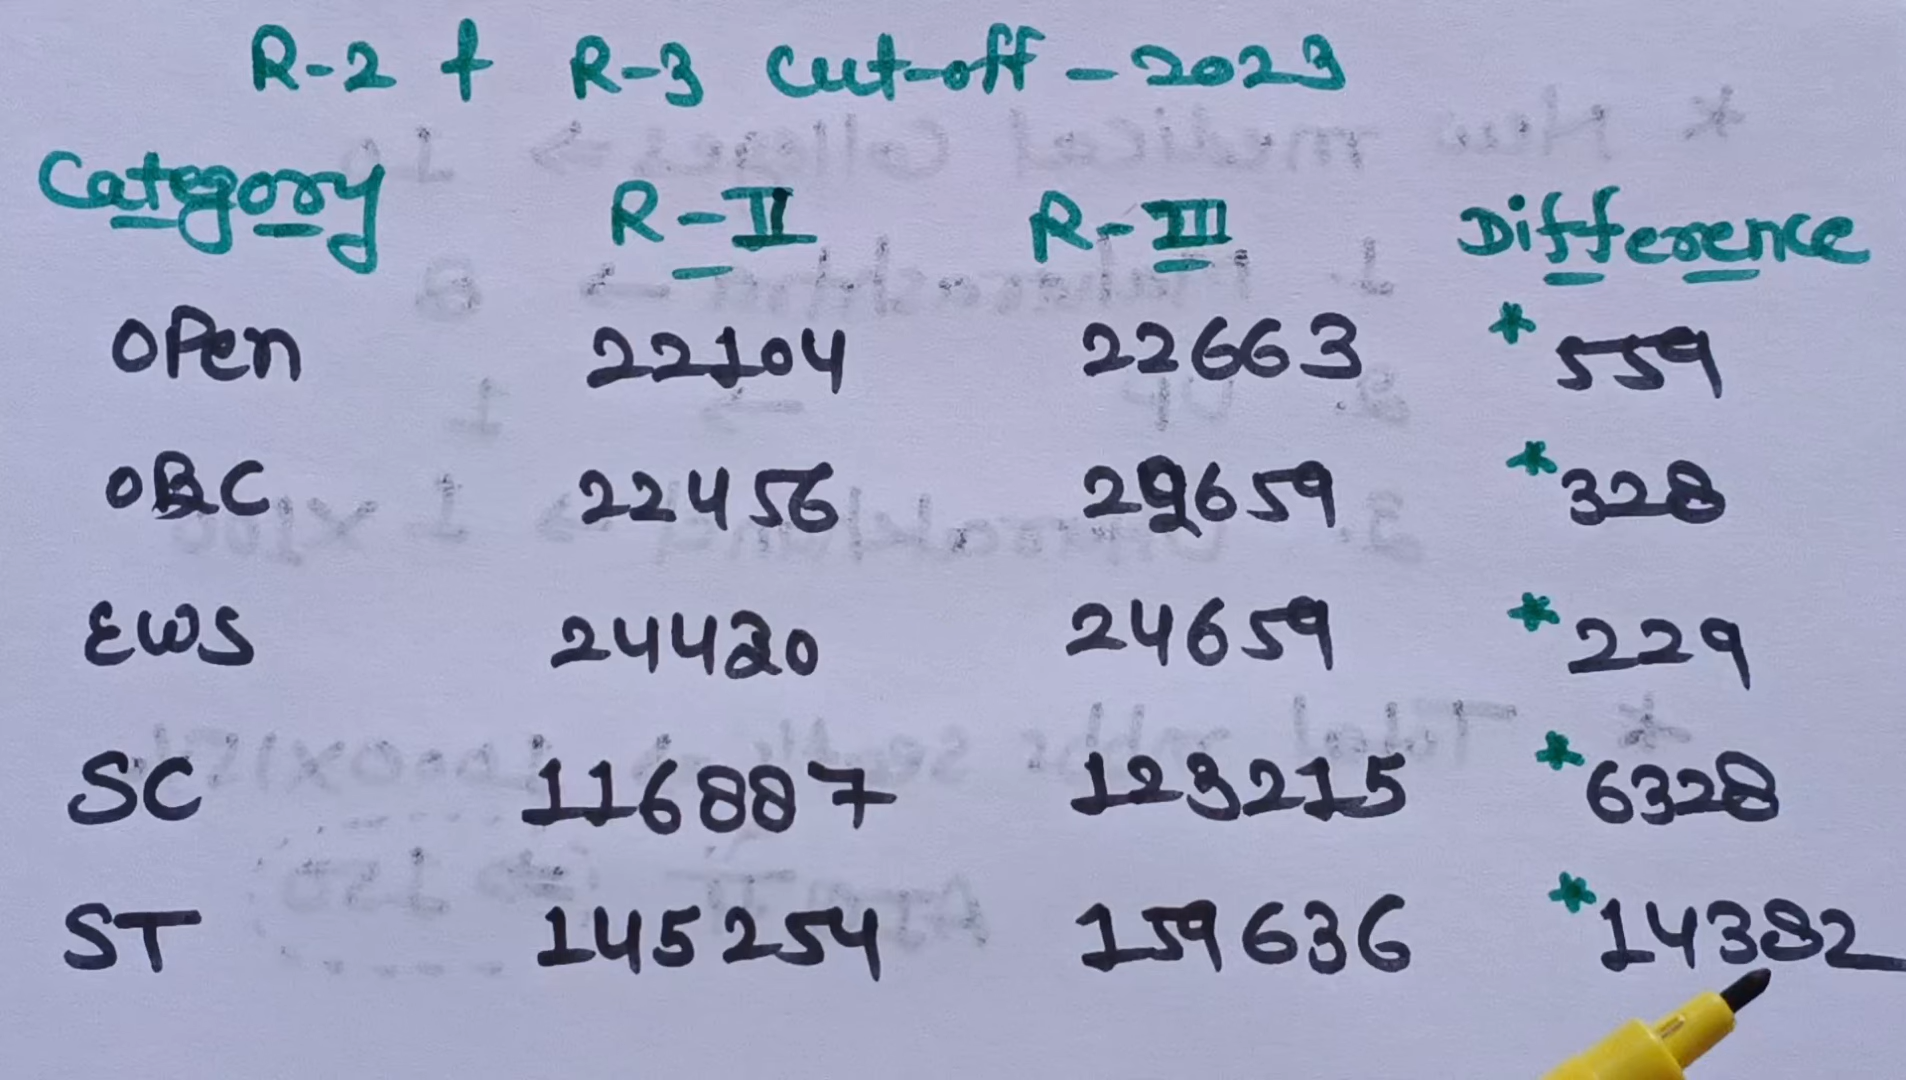 R-2 + R-3 Cut-off - 2023
Category R-II R-III Difference
OPen 22104 22663 *559
OBC 22456 22659 *328
EWS 24430 24659 *229
SC 116887 123215 *6328
ST 145254 159636 *14382